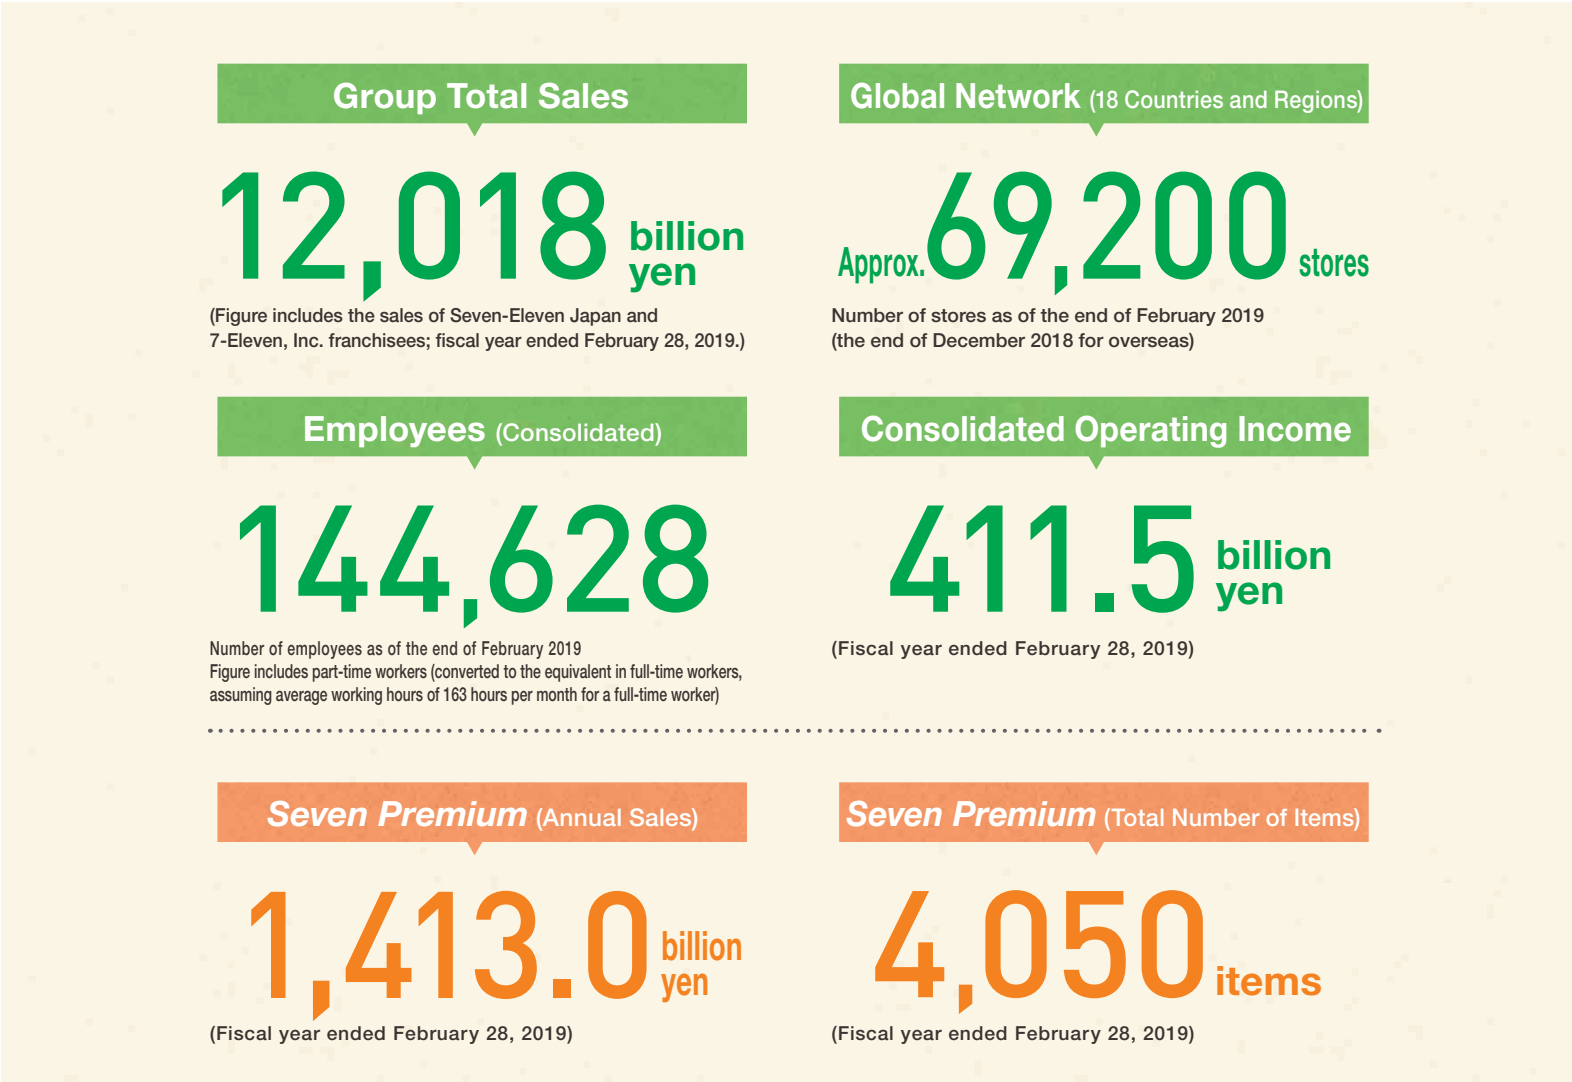 Group Total Sales
12,018 billion yen
(Figure includes the sales of Seven-Eleven Japan and
7-Eleven, Inc. franchisees; fiscal year ended February 28, 2019.)
Global Network (18 Countries and Regions)
Approx. 69,200 stores
Number of stores as of the end of February 2019
(the end of December 2018 for overseas)
Employees (Consolidated)
144,628
Number of employees as of the end of February 2019
Figure includes part-time workers (converted to the equivalent in full-time workers,
assuming average working hours of 163 hours per month for a full-time worker)
Consolidated Operating Income
411.5 billion yen
(Fiscal year ended February 28, 2019)
Seven Premium (Annual Sales)
1,413.0 billion yen
(Fiscal year ended February 28, 2019)
Seven Premium (Total Number of Items)
4,050 items
(Fiscal year ended February 28, 2019)